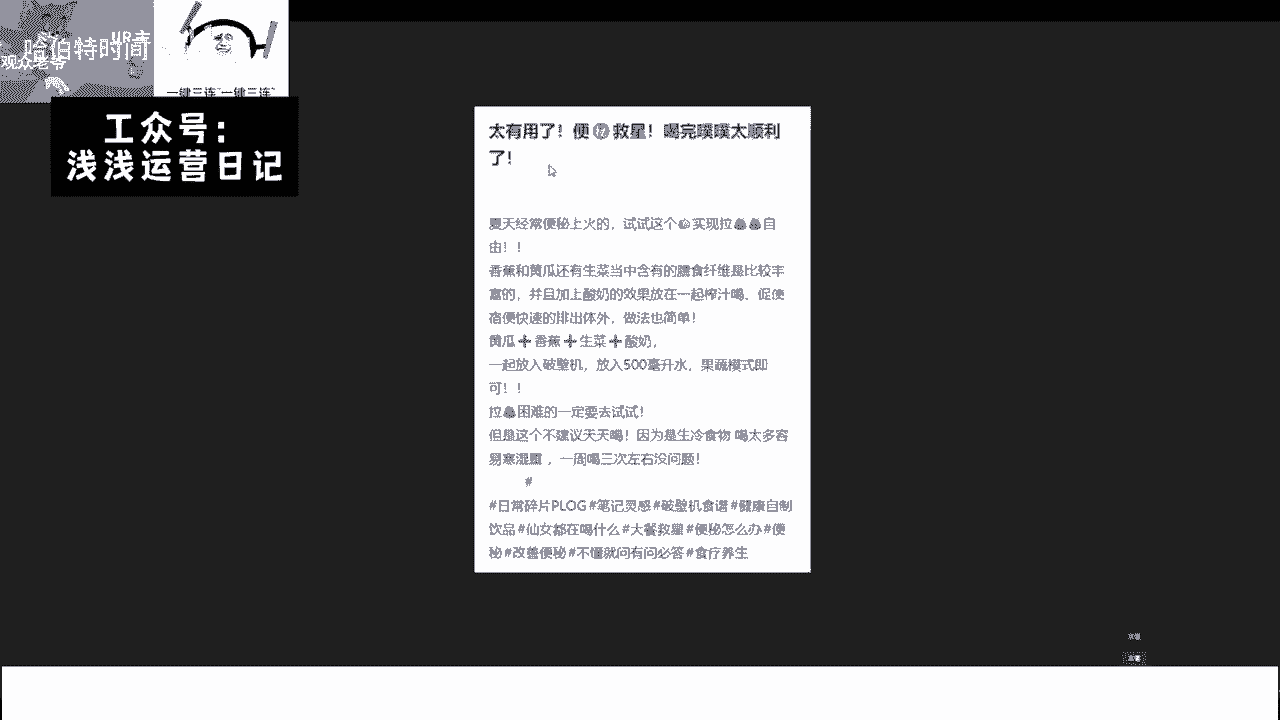 哈伯特时间
UP主
观众老爷
一键三连 一键三连
工众号：
浅浅运营日记
太有用了！便㊙救星！喝完噗噗太顺利
了！
夏天经常便秘上火的，试试这个 实现拉💩💩自
由！！
香蕉和黄瓜还有生菜当中含有的膳食纤维是比较丰
富的，并且加上酸奶的效果放在一起榨汁喝，促使
宿便快速的排出体外，做法也简单！
黄瓜➕香蕉➕生菜➕酸奶，
一起放入破壁机，放入500毫升水，果蔬模式即
可！！
拉💩困难的一定要去试试！
但是这个不建议天天喝！因为是生冷食物 喝太多容
易寒湿重 ，一周喝三次左右没问题！
#
#日常碎片PLOG#笔记灵感#破壁机食谱#健康自制
饮品#仙女都在喝什么#大餐救星#便秘怎么办#便
秘#改善便秘#不懂就问有问必答#食疗养生